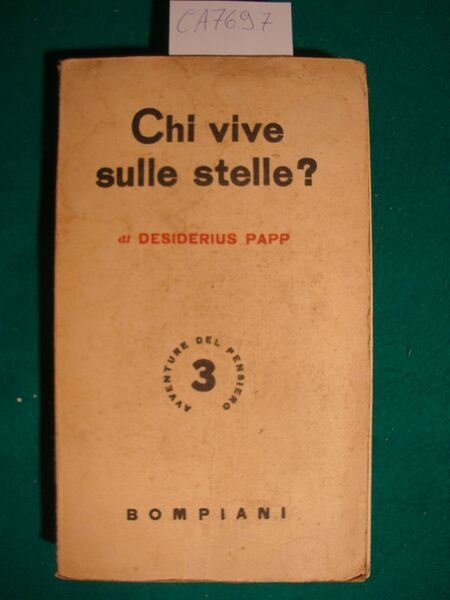 CA7697
Chi vive
sulle stelle?
di DESIDERIUS PAPP
AVVENTURE DEL PENSIERO
3
BOMPIANI